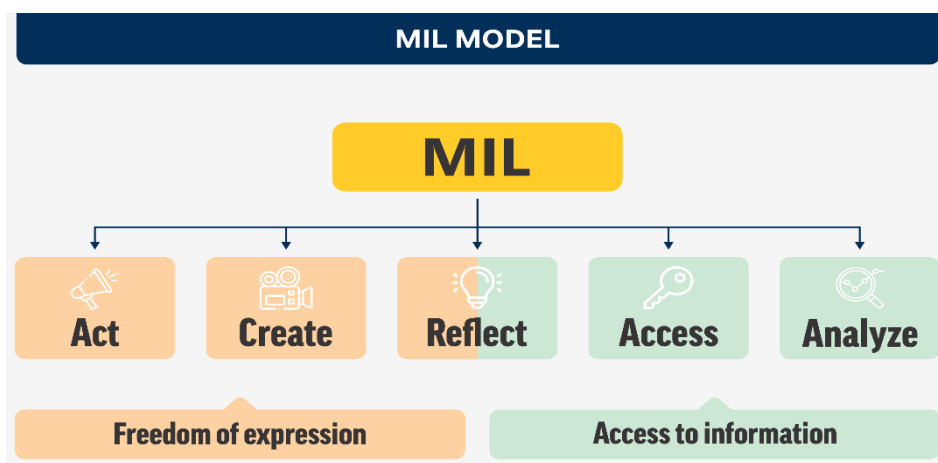 MIL MODEL
MIL
Act
Create
Reflect
Access
Analyze
Freedom of expression
Access to information